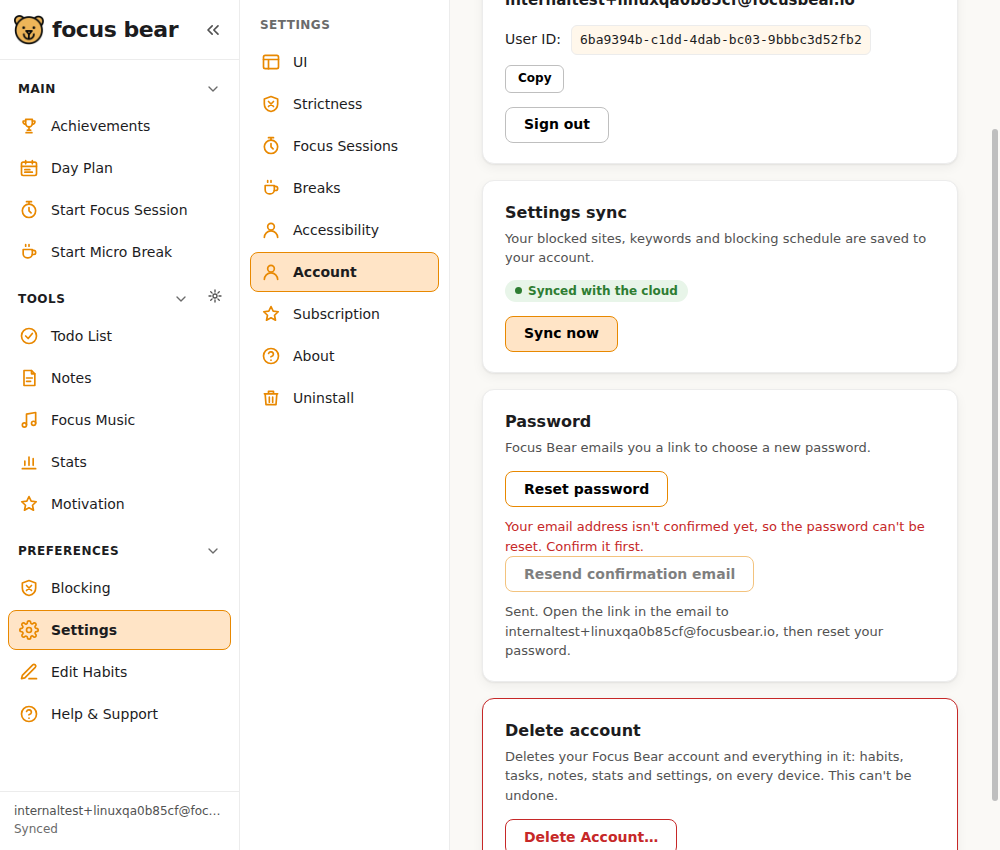 focus bear
MAIN
Achievements
Day Plan
Start Focus Session
Start Micro Break
TOOLS
Todo List
Notes
Focus Music
Stats
Motivation
PREFERENCES
Blocking
Settings
Edit Habits
Help & Support
internaltest+linuxqa0b85cf@foc...
Synced
SETTINGS
UI
Strictness
Focus Sessions
Breaks
Accessibility
Account
Subscription
About
Uninstall
internaltest+linuxqa0b85cf@focusbear.io
User ID: 6ba9394b-c1dd-4dab-bc03-9bbbc3d52fb2
Copy
Sign out
Settings sync
Your blocked sites, keywords and blocking schedule are saved to
your account.
Synced with the cloud
Sync now
Password
Focus Bear emails you a link to choose a new password.
Reset password
Your email address isn't confirmed yet, so the password can't be
reset. Confirm it first.
Resend confirmation email
Sent. Open the link in the email to
internaltest+linuxqa0b85cf@focusbear.io, then reset your
password.
Delete account
Deletes your Focus Bear account and everything in it: habits,
tasks, notes, stats and settings, on every device. This can't be
undone.
Delete Account...